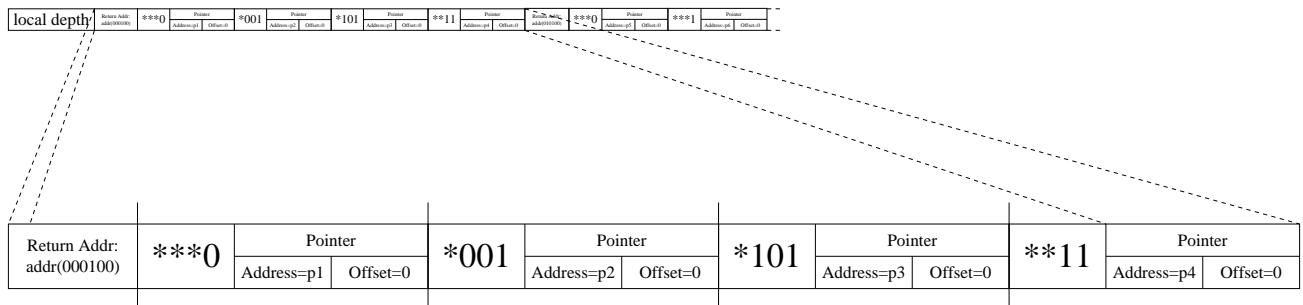 local depth Return Addr: addr(000100) ***0 Pointer Address=p1 Offset=0 *001 Pointer Address=p2 Offset=0 *101 Pointer Address=p3 Offset=0 **11 Pointer Address=p4 Offset=0 Return Addr: addr(010100) ***0 Pointer Address=p5 Offset=0 ***1 Pointer Address=p6 Offset=0
Return Addr:
addr(000100)
***0
Pointer
Address=p1 Offset=0
*001
Pointer
Address=p2 Offset=0
*101
Pointer
Address=p3 Offset=0
**11
Pointer
Address=p4 Offset=0